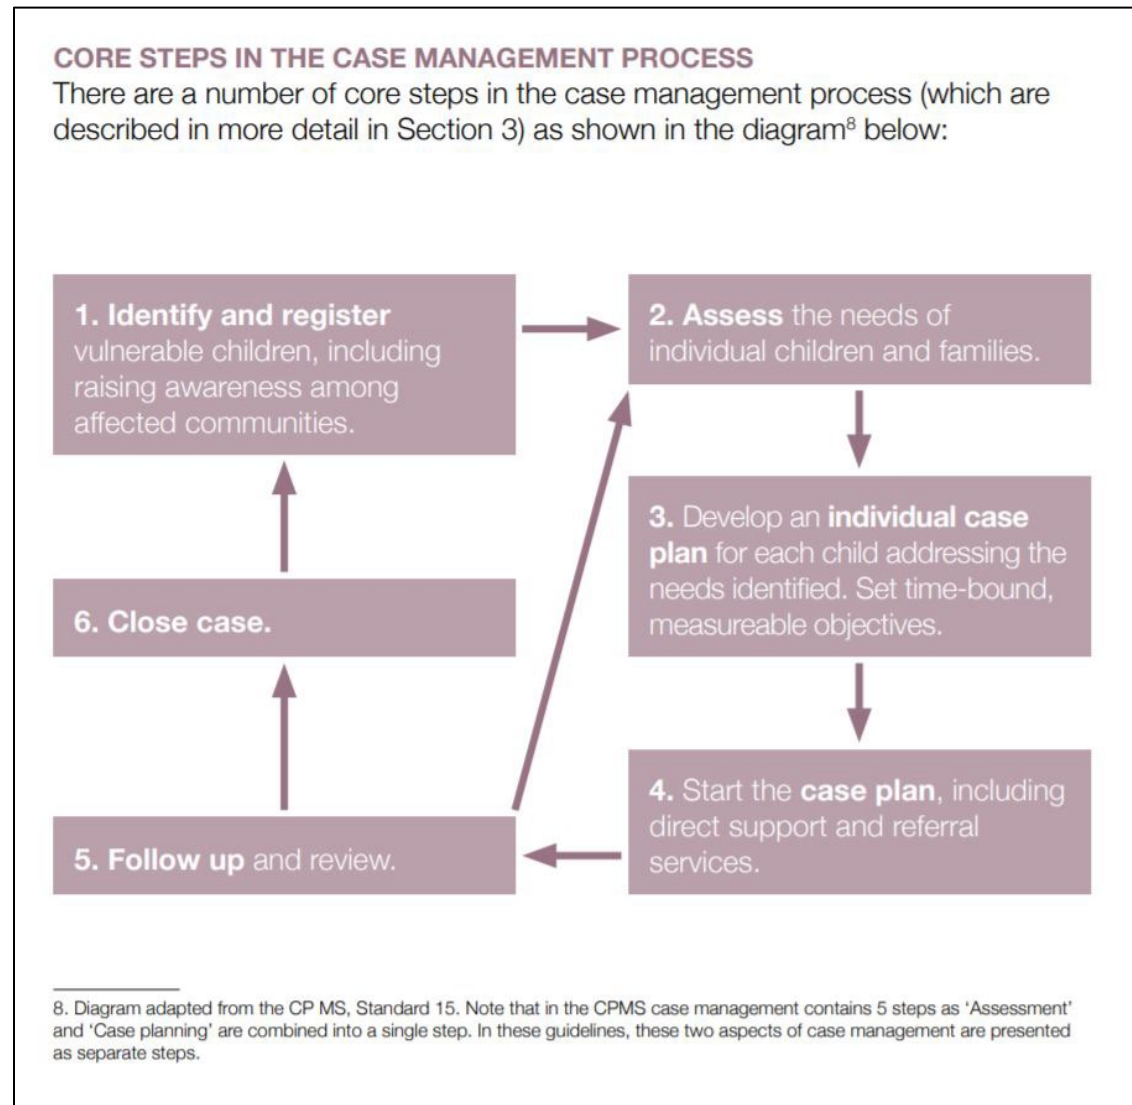 CORE STEPS IN THE CASE MANAGEMENT PROCESS
There are a number of core steps in the case management process (which are
described in more detail in Section 3) as shown in the diagram⁸ below:
1. Identify and register
vulnerable children, including
raising awareness among
affected communities.
2. Assess the needs of
individual children and families.
3. Develop an individual case
plan for each child addressing the
needs identified. Set time-bound,
measureable objectives.
4. Start the case plan, including
direct support and referral
services.
5. Follow up and review.
6. Close case.
8. Diagram adapted from the CP MS, Standard 15. Note that in the CPMS case management contains 5 steps as ‘Assessment’
and ‘Case planning’ are combined into a single step. In these guidelines, these two aspects of case management are presented
as separate steps.